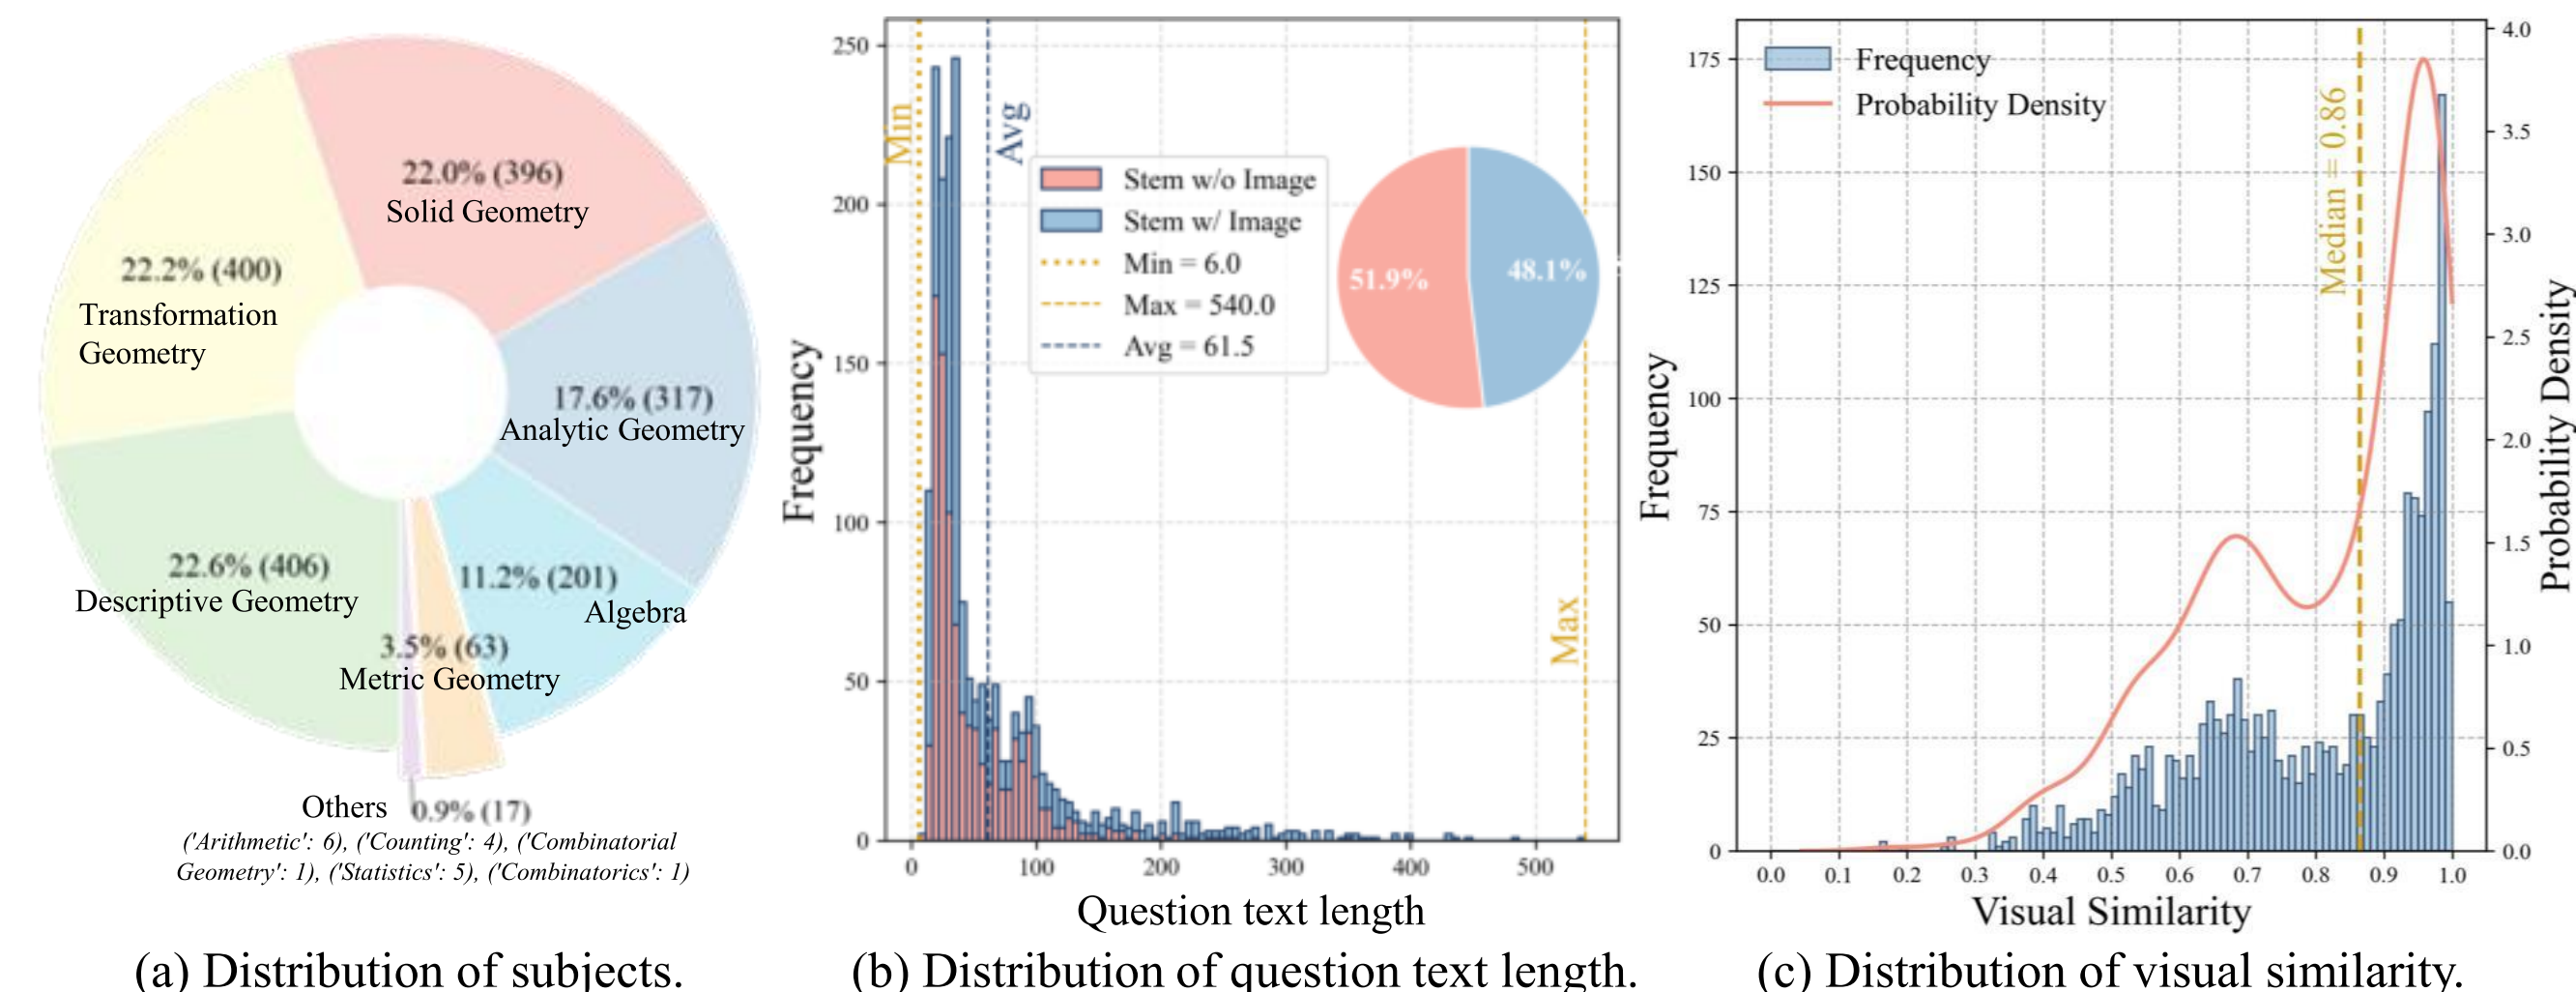 22.0% (396)
Solid Geometry
22.2% (400)
Transformation
Geometry
17.6% (317)
Analytic Geometry
22.6% (406)
Descriptive Geometry
11.2% (201)
Algebra
3.5% (63)
Metric Geometry
Others 0.9% (17)
('Arithmetic': 6), ('Counting': 4), ('Combinatorial
Geometry': 1), ('Statistics': 5), ('Combinatorics': 1)
(a) Distribution of subjects.
Frequency
250
200
150
100
50
0
Min
Avg
Max
Stem w/o Image
Stem w/ Image
Min = 6.0
Max = 540.0
Avg = 61.5
51.9%
48.1%
0 100 200 300 400 500
Question text length
(b) Distribution of question text length.
Frequency
175
150
125
100
75
50
25
0
Frequency
Probability Density
Median = 0.86
4.0
3.5
3.0
2.5
2.0
1.5
1.0
0.5
0.0
Probability Density
0.0 0.1 0.2 0.3 0.4 0.5 0.6 0.7 0.8 0.9 1.0
Visual Similarity
(c) Distribution of visual similarity.